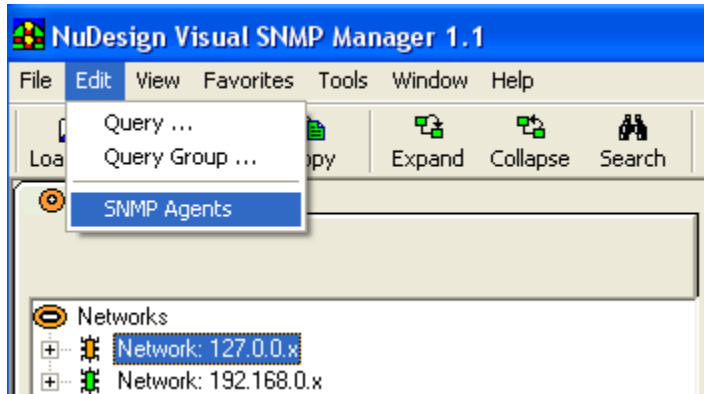 NuDesign Visual SNMP Manager 1.1
File Edit View Favorites Tools Window Help
Query ...
Query Group ...
Expand Collapse Search
SNMP Agents
Networks
Network: 127.0.0.x
Network: 192.168.0.x